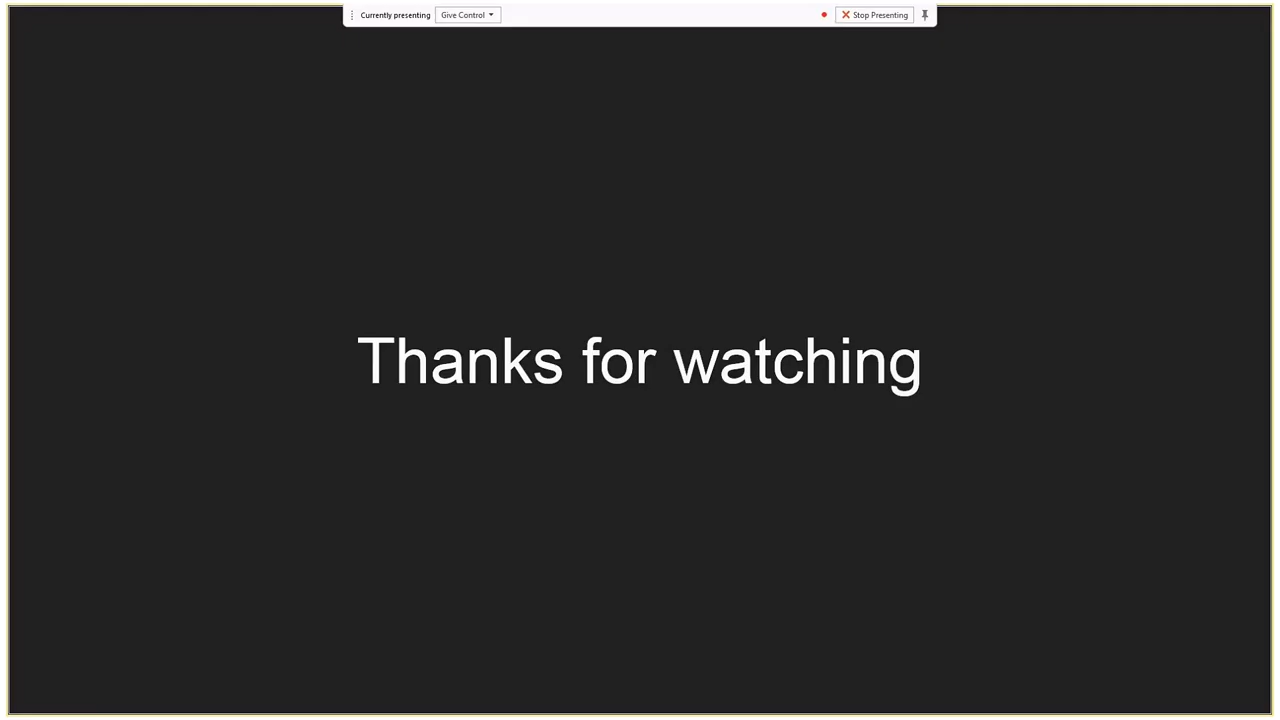 Currently presenting Give Control Stop Presenting
Thanks for watching